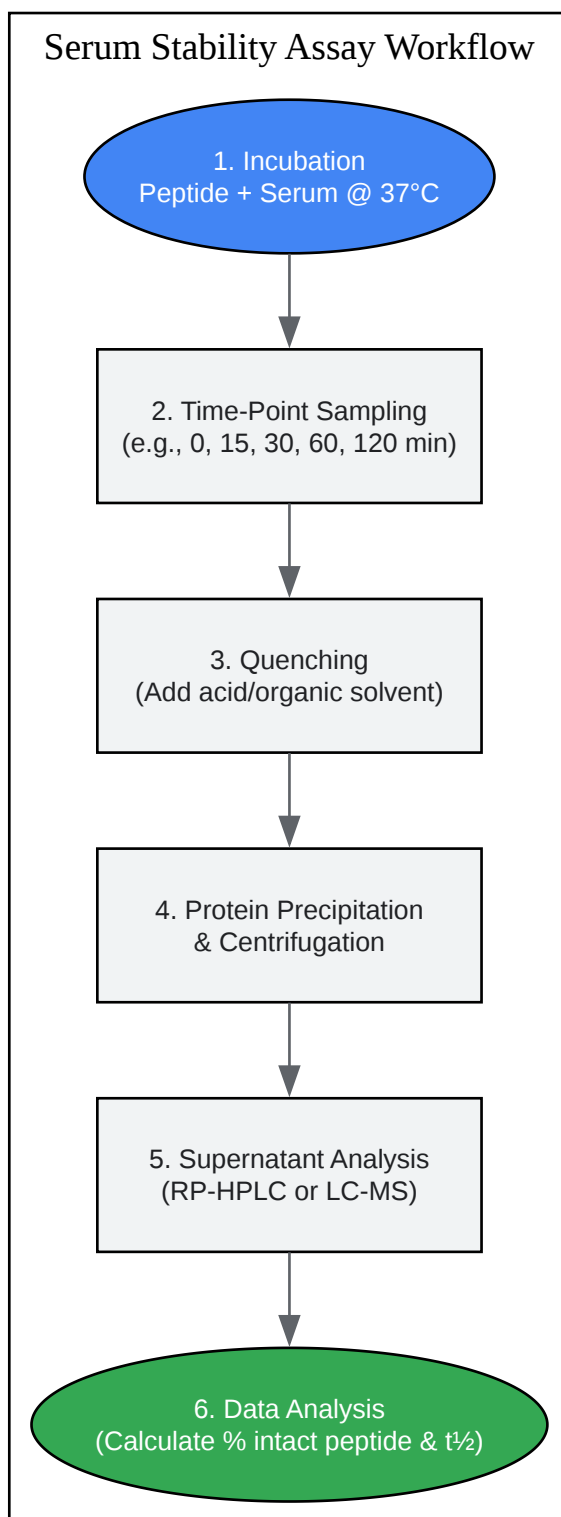 Serum Stability Assay Workflow
1. Incubation
Peptide + Serum @ 37°C
2. Time-Point Sampling
(e.g., 0, 15, 30, 60, 120 min)
3. Quenching
(Add acid/organic solvent)
4. Protein Precipitation
& Centrifugation
5. Supernatant Analysis
(RP-HPLC or LC-MS)
6. Data Analysis
(Calculate % intact peptide & t½)